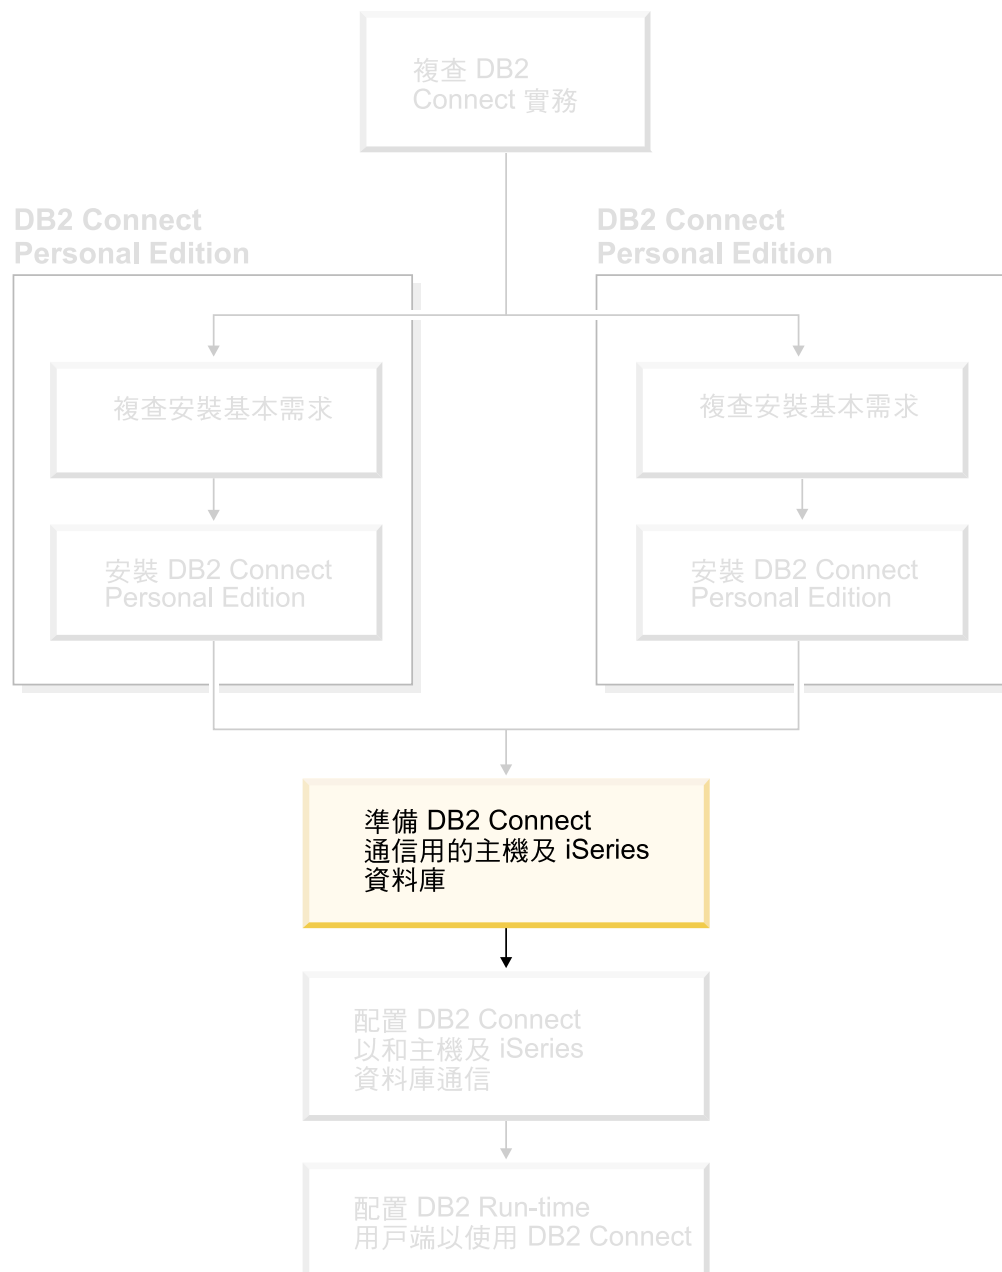 複查 DB2
Connect 實務
DB2 Connect
Personal Edition
DB2 Connect
Personal Edition
複查安裝基本需求
複查安裝基本需求
安裝 DB2 Connect
Personal Edition
安裝 DB2 Connect
Personal Edition
準備 DB2 Connect
通信用的主機及 iSeries
資料庫
配置 DB2 Connect
以和主機及 iSeries
資料庫通信
配置 DB2 Run-time
用戶端以使用 DB2 Connect